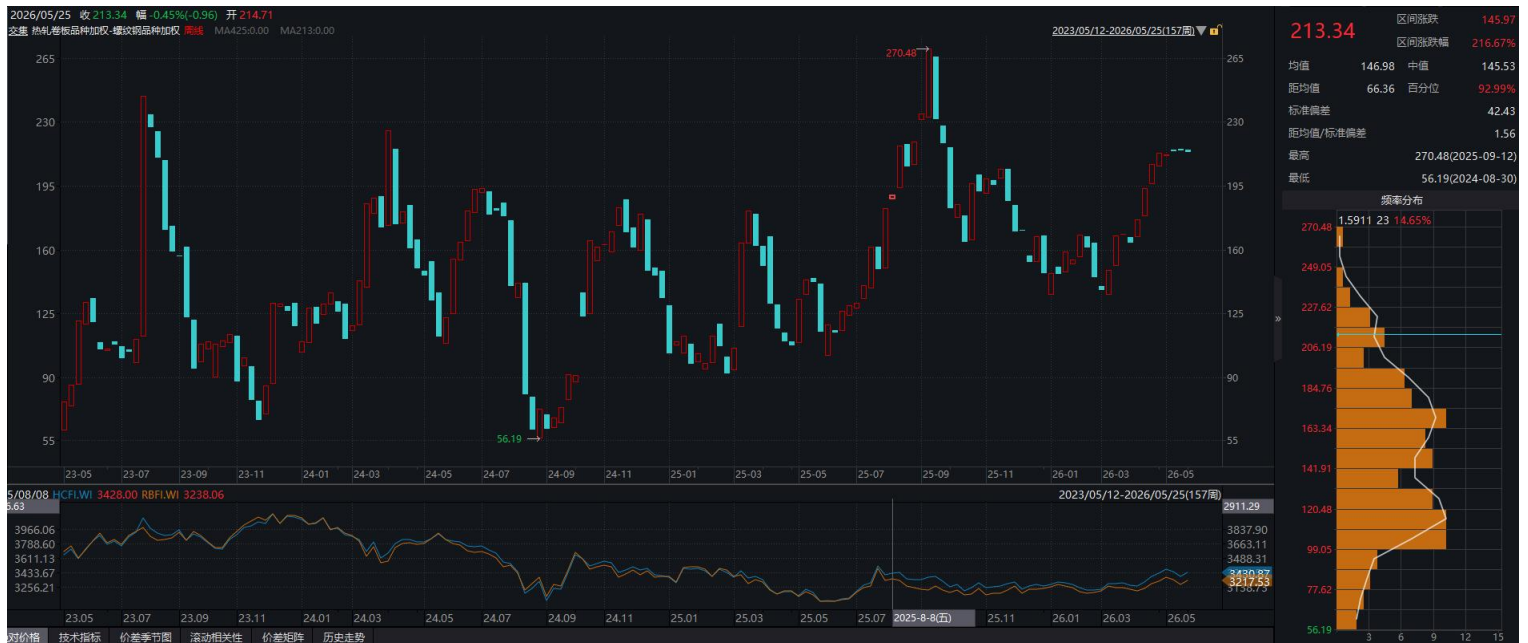 2026/05/25 收 213.34 幅 -0.45%(-0.96) 开 214.71
交集 热轧卷板品种加权-螺纹钢品种加权 周线 MA425:0.00 MA213:0.00
2023/05/12-2026/05/25(157周)
265 265
230 230
195 195
160 160
125 125
90 90
55 55
270.48
56.19
23-05 23-07 23-09 23-11 24-01 24-03 24-05 24-07 24-09 24-11 25-01 25-03 25-05 25-07 25-09 25-11 26-01 26-03 26-05
5/08/08 HCFI.WI 3428.00 RBFI.WI 3238.06
2023/05/12-2026/05/25(157周)
6.63 2911.29
3966.06 3837.90
3788.60 3663.11
3611.13 3488.31
3433.67 3430.87
3256.21 3217.53
3138.73
23.05 23.07 23.09 23.11 24.01 24.03 24.05 24.07 24.09 24.11 25.01 25.03 25.05 25.07 2025-8-8(五) 25.11 26.01 26.03 26.05
对价格 技术指标 价差季节图 滚动相关性 价差矩阵 历史走势
213.34
区间涨跌 145.97
区间涨跌幅 216.67%
均值 146.98 中值 145.53
距均值 66.36 百分位 92.99%
标准偏差 42.43
距均值/标准偏差 1.56
最高 270.48(2025-09-12)
最低 56.19(2024-08-30)
频率分布
1.5911 23 14.65%
270.48
249.05
227.62
206.19
184.76
163.34
141.91
120.48
99.05
77.62
56.19
3 6 9 12 15